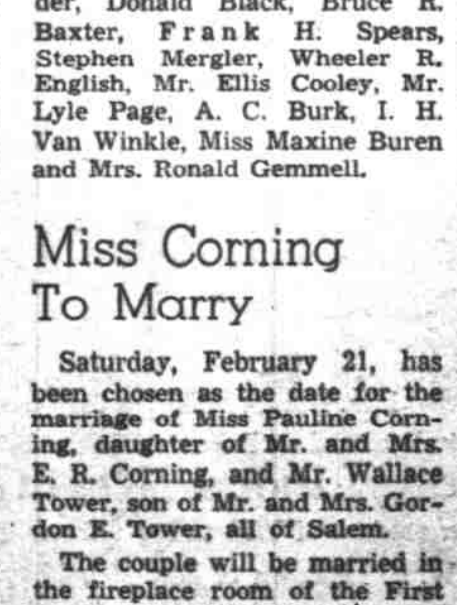 der, Donald Black, Bruce R.
Baxter, Frank H. Spears,
Stephen Mergler, Wheeler R.
English, Mr. Ellis Cooley, Mr.
Lyle Page, A. C. Burk, I. H.
Van Winkle, Miss Maxine Buren
and Mrs. Ronald Gemmell.
Miss Corning
To Marry
Saturday, February 21, has
been chosen as the date for the
marriage of Miss Pauline Corn-
ing, daughter of Mr. and Mrs.
E. R. Corning, and Mr. Wallace
Tower, son of Mr. and Mrs. Gor-
don E. Tower, all of Salem.
The couple will be married in
the fireplace room of the First